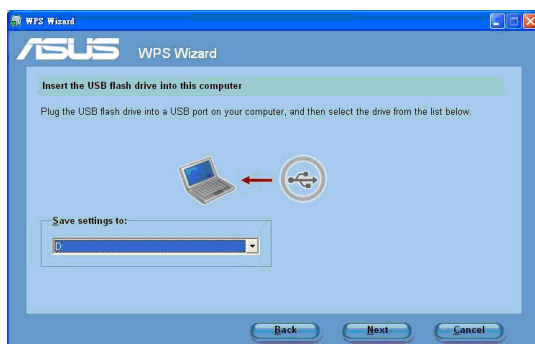 WPS Wizard
ASUS WPS Wizard
Insert the USB flash drive into this computer
Plug the USB flash drive into a USB port on your computer, and then select the drive from the list below.
Save settings to:
D:
Back Next Cancel